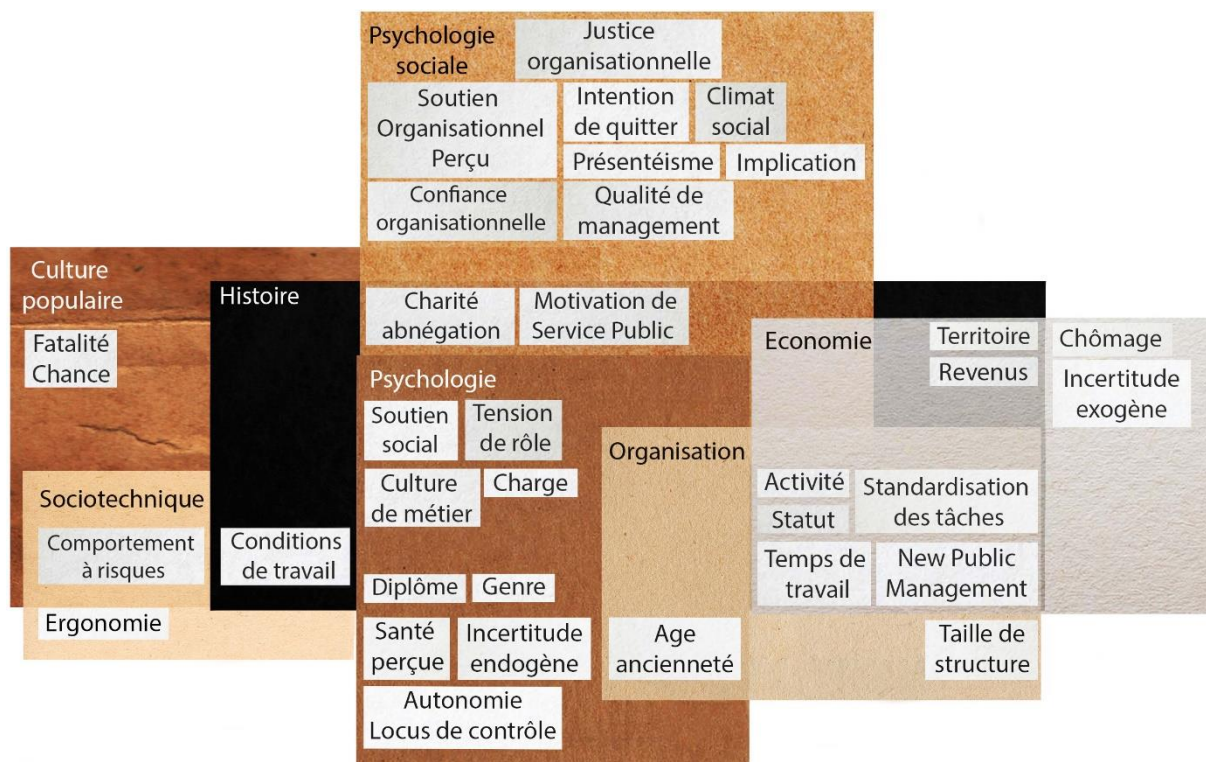 Psychologie
sociale
Justice
organisationnelle
Soutien
Organisationnel
Perçu
Intention
de quitter
Climat
social
Présentéisme
Implication
Confiance
organisationnelle
Qualité de
management
Culture
populaire
Fatalité
Chance
Histoire
Charité
abnégation
Motivation de
Service Public
Economie
Territoire
Revenus
Chômage
Incertitude
exogène
Psychologie
Soutien
social
Tension
de rôle
Culture
de métier
Charge
Organisation
Activité
Statut
Standardisation
des tâches
Temps de
travail
New Public
Management
Sociotechnique
Comportement
à risques
Conditions
de travail
Ergonomie
Diplôme
Genre
Santé
perçue
Incertitude
endogène
Age
ancienneté
Taille de
structure
Autonomie
Locus de contrôle